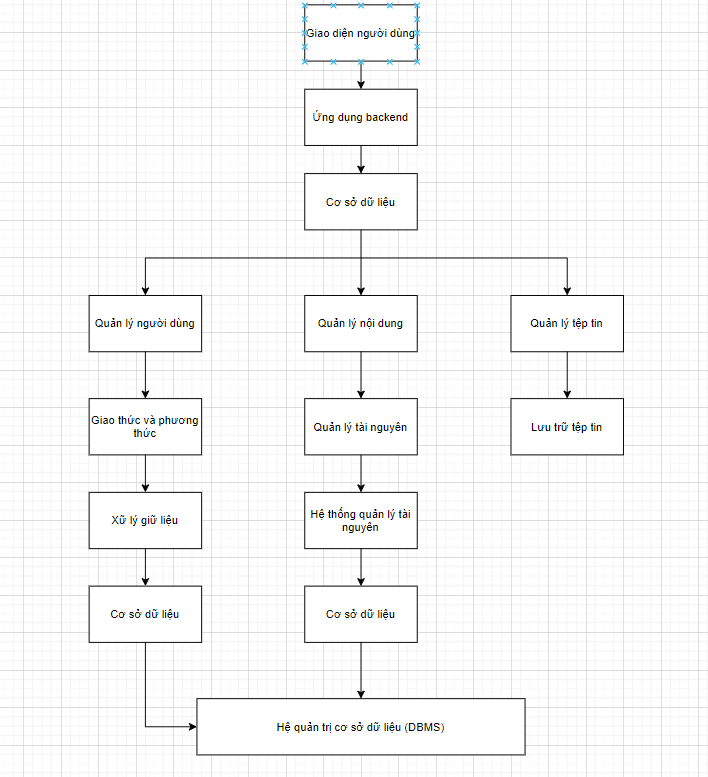 Giao diện người dùng
Ứng dụng backend
Cơ sở dữ liệu
Quản lý người dùng
Quản lý nội dung
Quản lý tệp tin
Giao thức và phương
thức
Quản lý tài nguyên
Lưu trữ tệp tin
Xữ lý giữ liệu
Hệ thống quản lý tài
nguyên
Cơ sở dữ liệu
Cơ sở dữ liệu
Hệ quản trị cơ sở dữ liệu (DBMS)